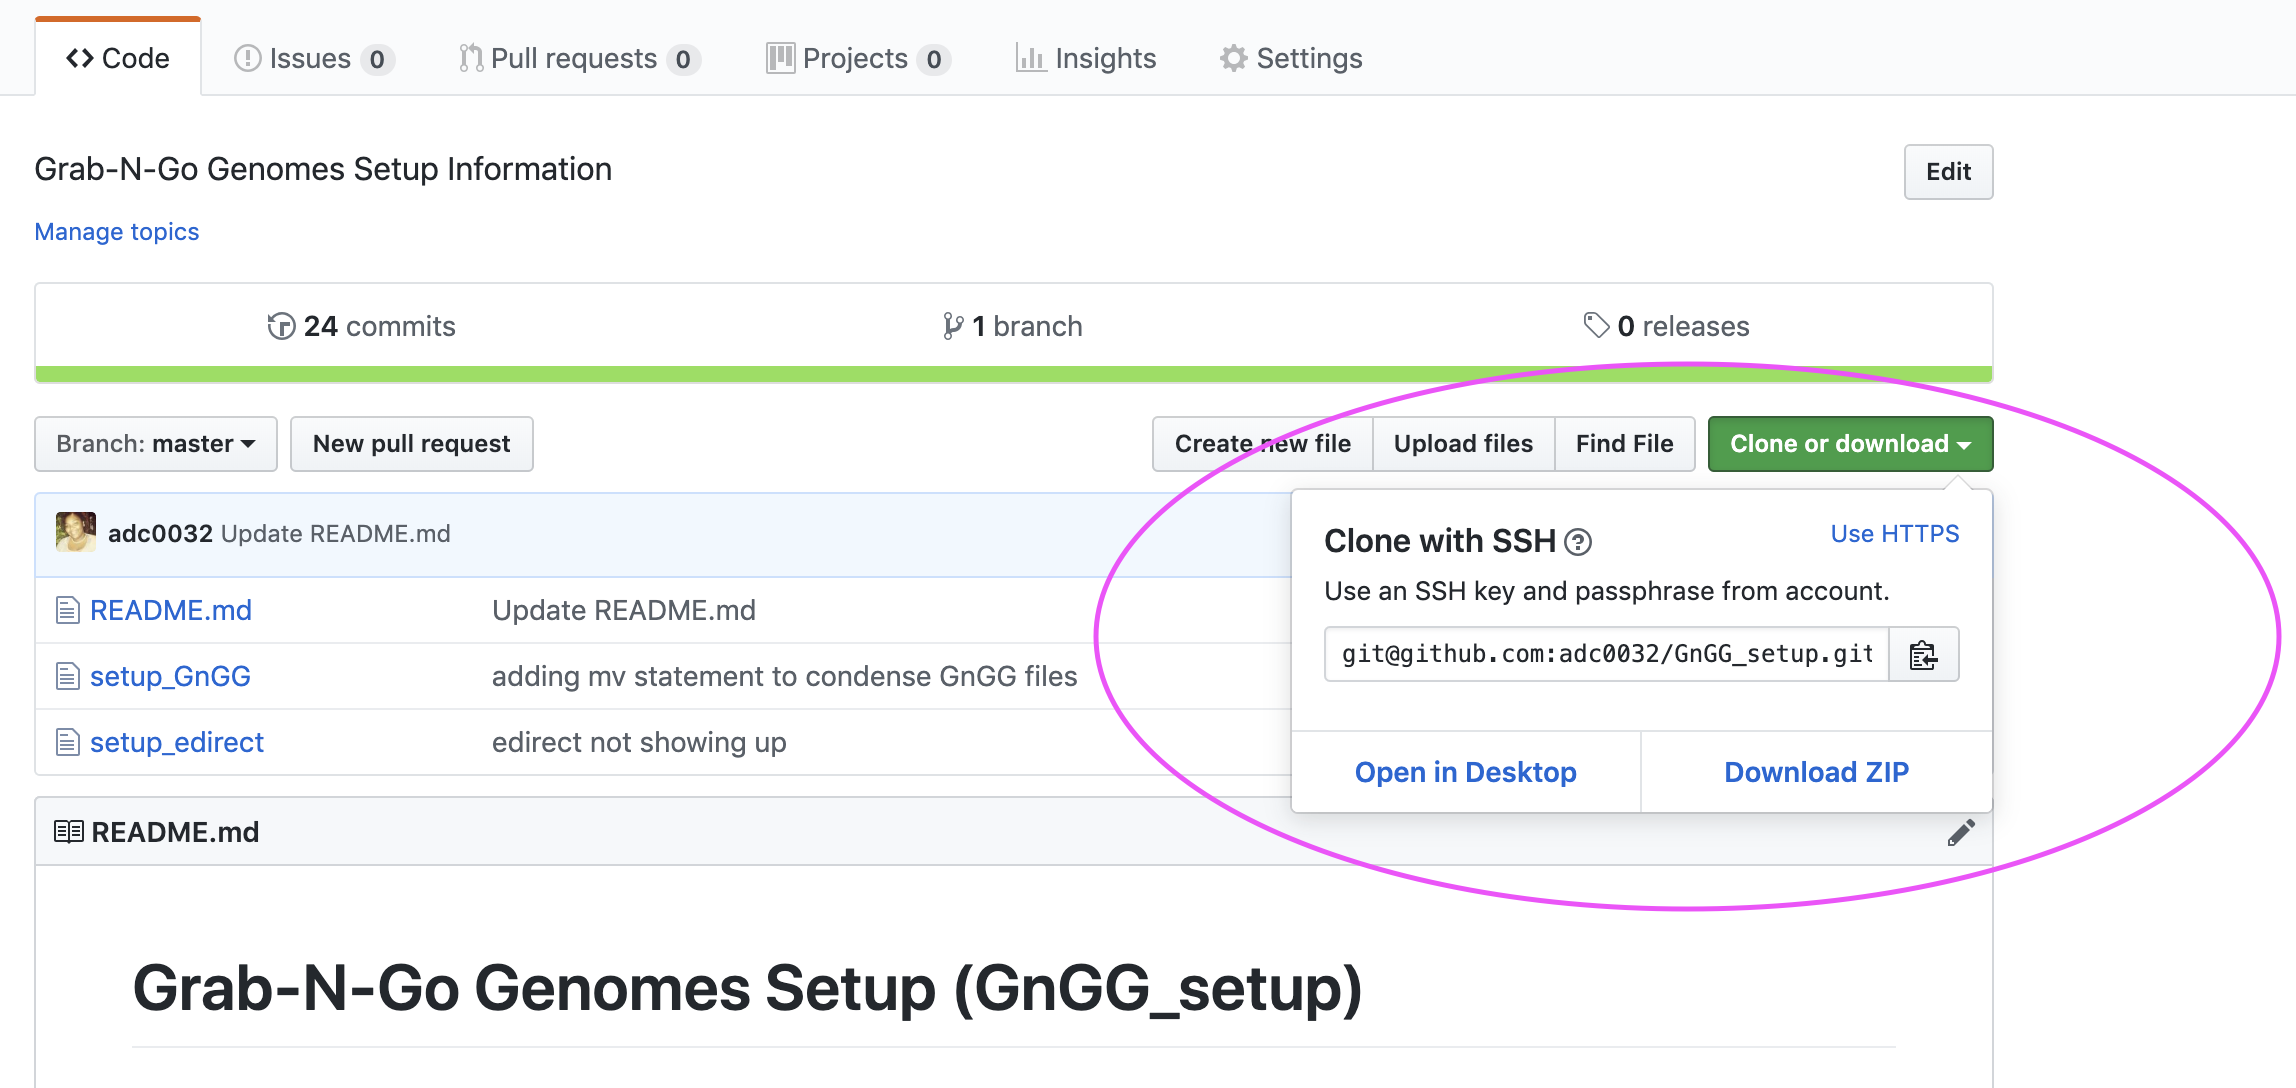 Code Issues 0 Pull requests 0 Projects 0 Insights Settings
Grab-N-Go Genomes Setup Information Edit
Manage topics
24 commits 1 branch 0 releases
Branch: master New pull request Create new file Upload files Find File Clone or download
adc0032 Update README.md
Clone with SSH Use HTTPS
Use an SSH key and passphrase from account.
git@github.com:adc0032/GnGG_setup.git
Open in Desktop Download ZIP
README.md Update README.md
setup_GnGG adding mv statement to condense GnGG files
setup_edirect edirect not showing up
README.md
Grab-N-Go Genomes Setup (GnGG_setup)